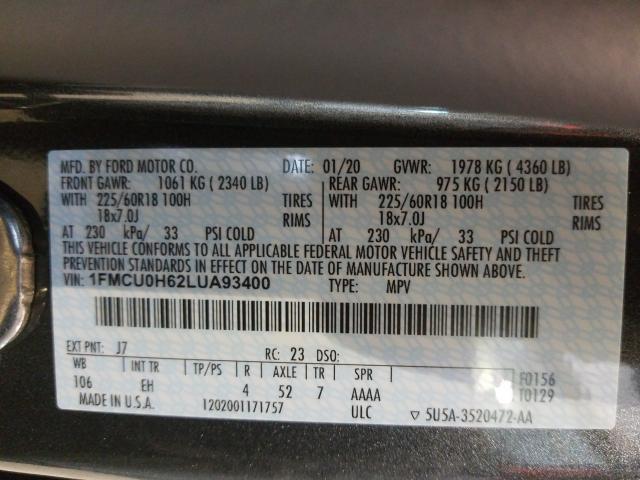 MFD. BY FORD MOTOR CO. DATE: 01/20 GVWR: 1978 KG ( 4360 LB)
FRONT GAWR: 1061 KG ( 2340 LB) REAR GAWR: 975 KG ( 2150 LB)
WITH 225/60R18 100H TIRES WITH 225/60R18 100H TIRES
18x7.0J RIMS 18x7.0J RIMS
AT 230 kPa/ 33 PSI COLD AT 230 kPa/ 33 PSI COLD
THIS VEHICLE CONFORMS TO ALL APPLICABLE FEDERAL MOTOR VEHICLE SAFETY AND THEFT
PREVENTION STANDARDS IN EFFECT ON THE DATE OF MANUFACTURE SHOWN ABOVE.
VIN: 1FMCU0H62LUA93400 TYPE: MPV
EXT PNT: J7 RC: 23 DSO:
WB INT TR TP/PS R AXLE TR SPR
106 EH 4 52 7 AAAA F0156
MADE IN U.S.A. 1202001171757 ULC T0129
▽ 5U5A-3520472-AA